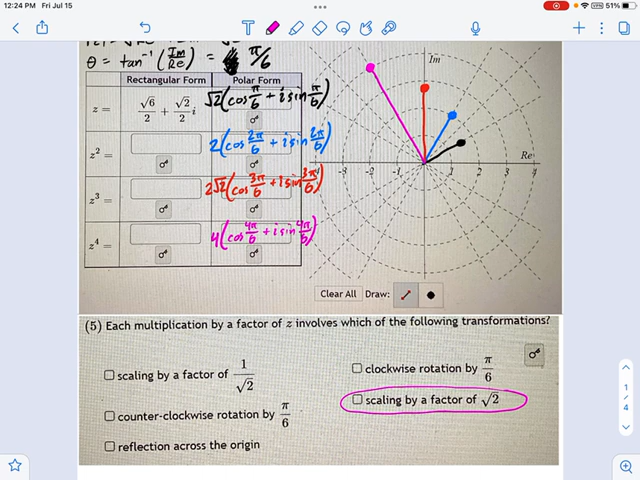 12:24 PM Fri Jul 15
51%
θ = tan⁻¹(Im/Re) = π/6
Rectangular Form Polar Form
z = √6/2 + √2/2 i √2(cos π/6 + i sin π/6)
z² = 2(cos 2π/6 + i sin 2π/6)
z³ = 2√2(cos 3π/6 + i sin 3π/6)
z⁴ = 4(cos 4π/6 + i sin 4π/6)
Im
Re
-3 -2 -1 1 2 3 4
Clear All Draw:
(5) Each multiplication by a factor of z involves which of the following transformations?
scaling by a factor of 1/√2
clockwise rotation by π/6
counter-clockwise rotation by π/6
scaling by a factor of √2
reflection across the origin
1
/
4